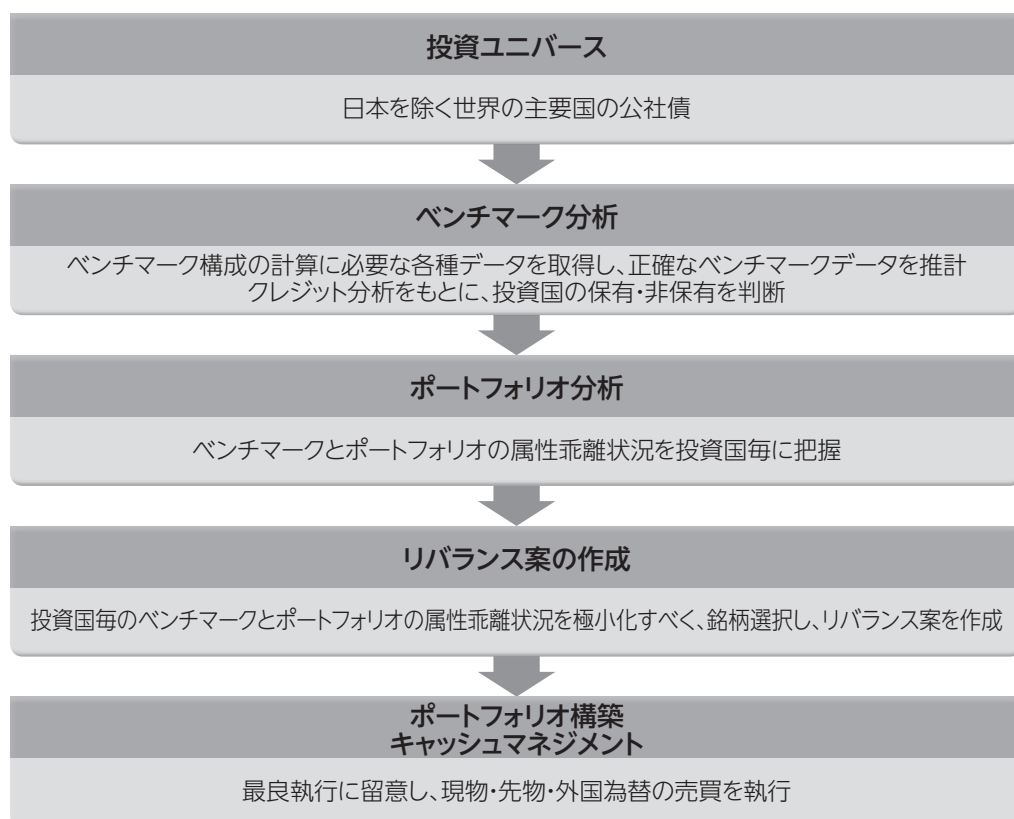 投資ユニバース
日本を除く世界の主要国の公社債
ベンチマーク分析
ベンチマーク構成の計算に必要な各種データを取得し、正確なベンチマークデータを推計
クレジット分析をもとに、投資国の保有・非保有を判断
ポートフォリオ分析
ベンチマークとポートフォリオの属性乖離状況を投資国毎に把握
リバランス案の作成
投資国毎のベンチマークとポートフォリオの属性乖離状況を極小化すべく、銘柄選択し、リバランス案を作成
ポートフォリオ構築
キャッシュマネジメント
最良執行に留意し、現物・先物・外国為替の売買を執行